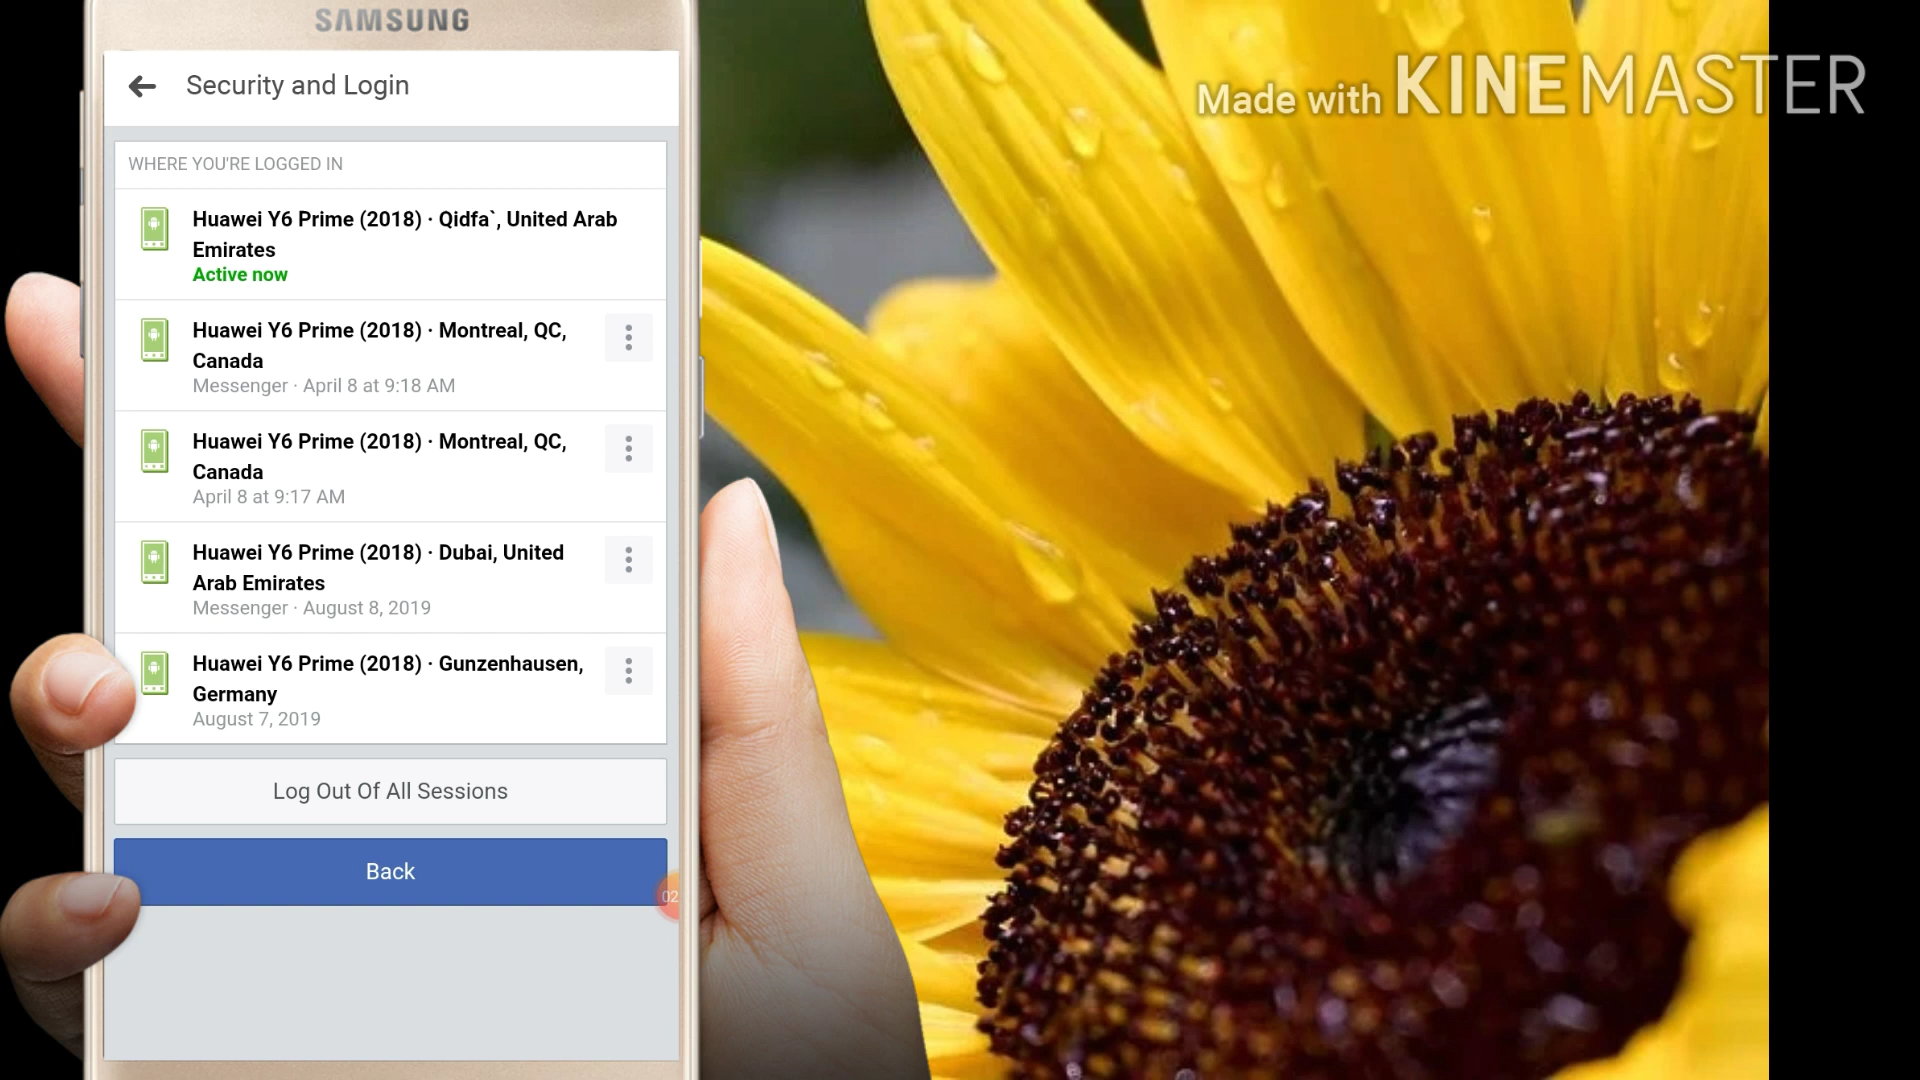 SAMSUNG
Security and Login
WHERE YOU'RE LOGGED IN
Huawei Y6 Prime (2018) · Qidfa`, United Arab
Emirates
Active now
Huawei Y6 Prime (2018) · Montreal, QC,
Canada
Messenger · April 8 at 9:18 AM
Huawei Y6 Prime (2018) · Montreal, QC,
Canada
April 8 at 9:17 AM
Huawei Y6 Prime (2018) · Dubai, United
Arab Emirates
Messenger · August 8, 2019
Huawei Y6 Prime (2018) · Gunzenhausen,
Germany
August 7, 2019
Log Out Of All Sessions
Back
02
Made with KINEMASTER